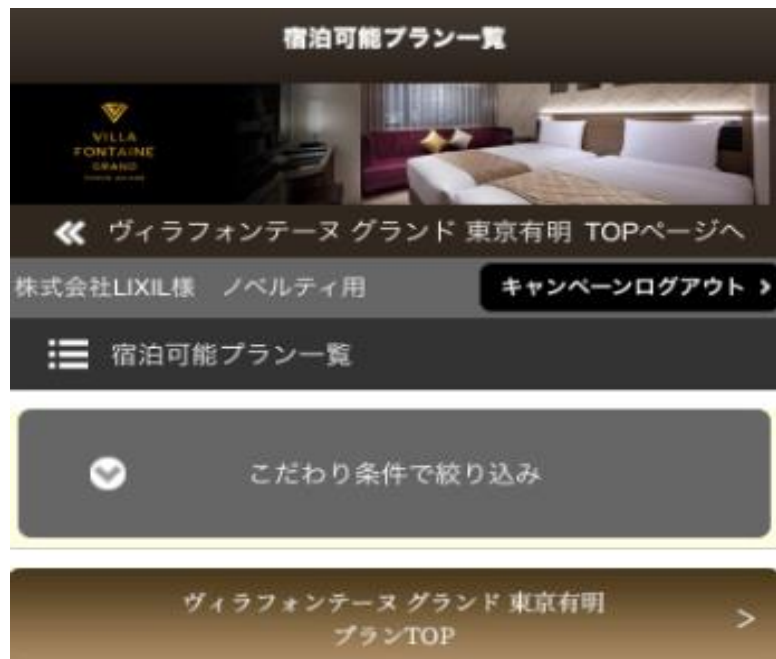 宿泊可能プラン一覧
VILLA
FONTAINE
GRAND
ヴィラフォンテーヌ グランド 東京有明 TOPページへ
株式会社LIXIL様 ノベルティ用
キャンペーンログアウト
宿泊可能プラン一覧
こだわり条件で絞り込み
ヴィラフォンテーヌ グランド 東京有明
プランTOP